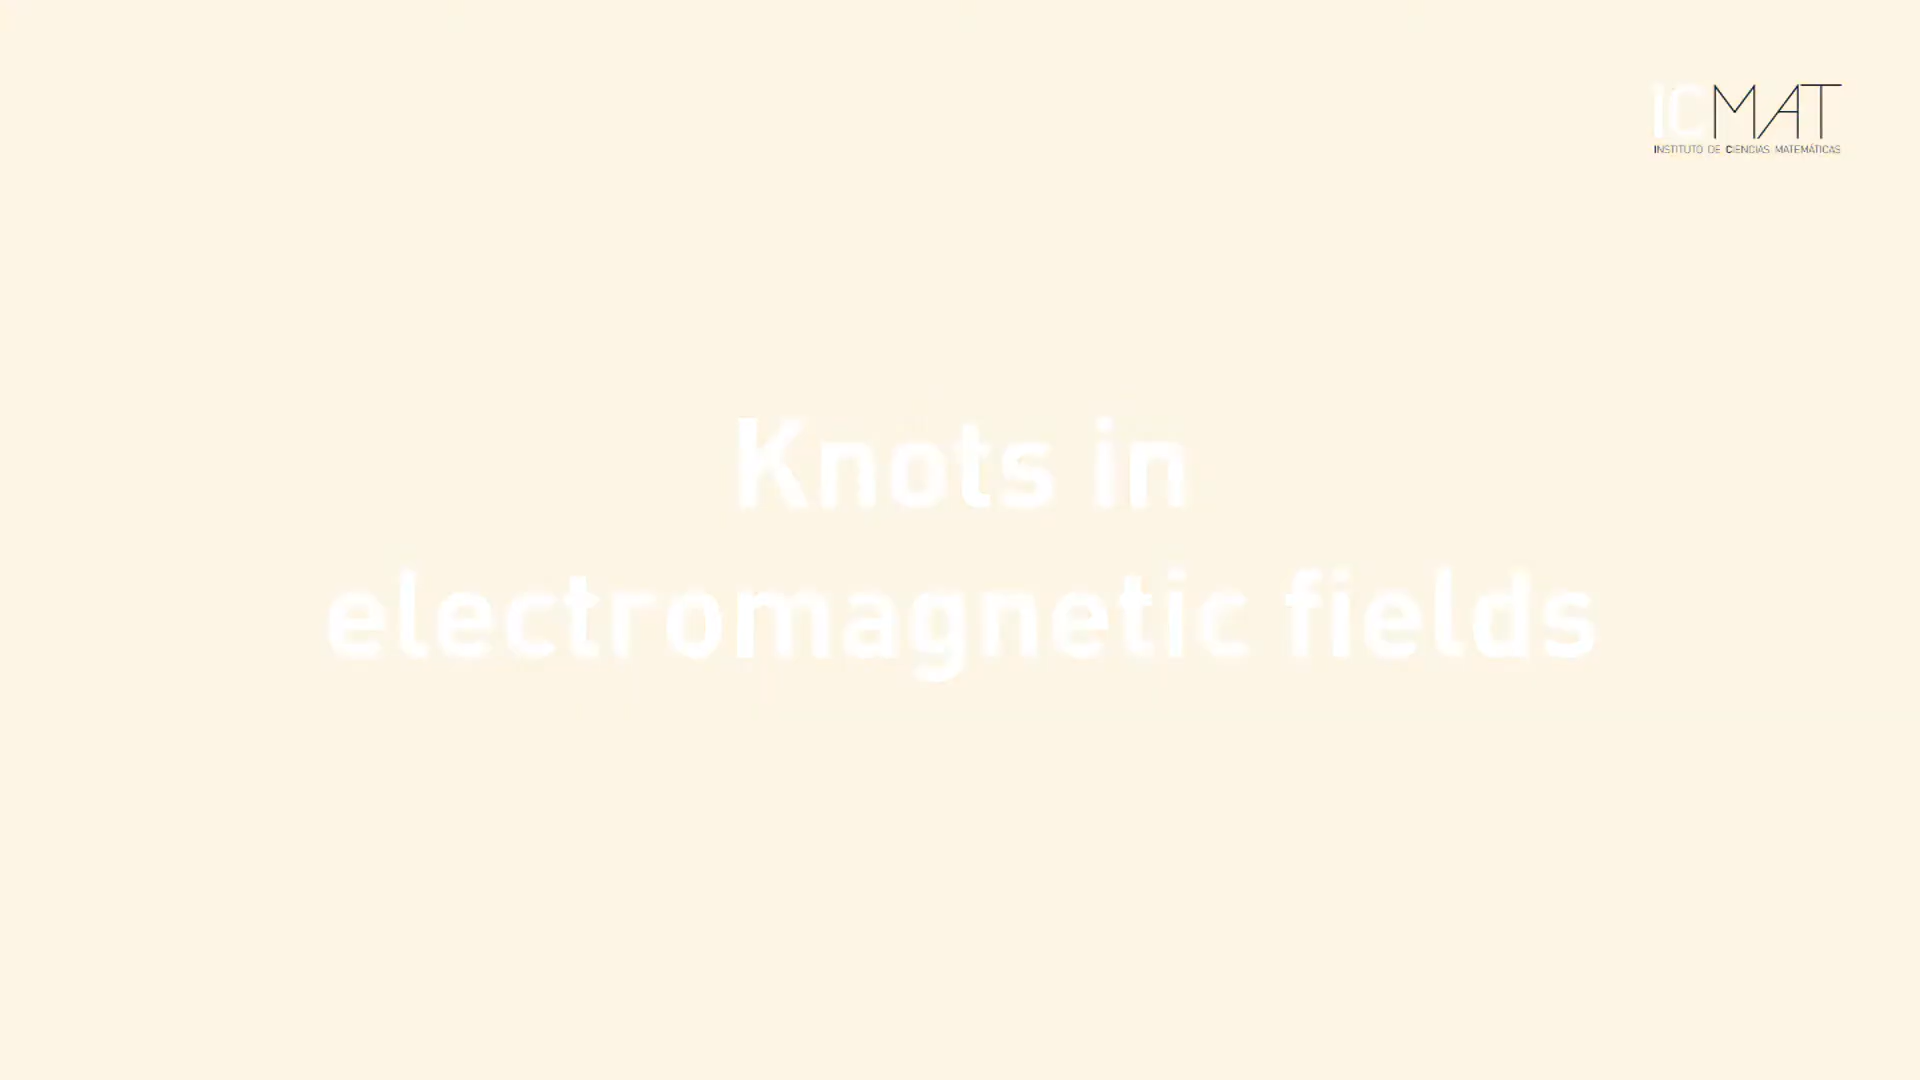 ICMAT
INSTITUTO DE CIENCIAS MATEMÁTICAS
Knots in
electromagnetic fields